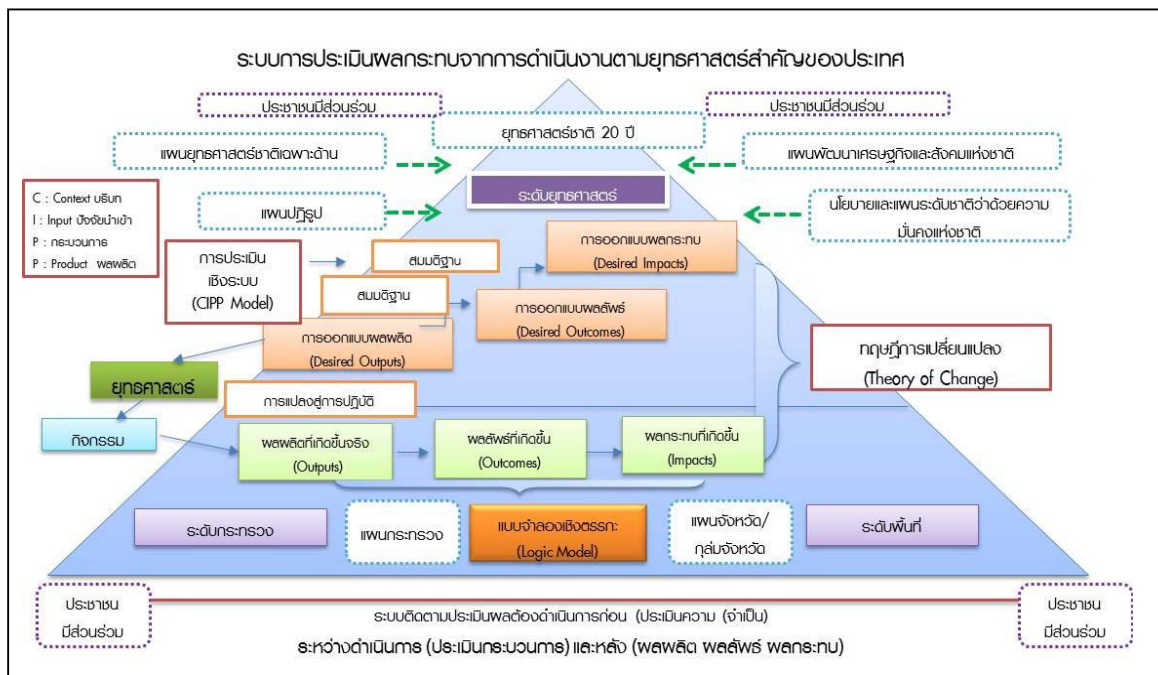 ระบบการประเมินผลกระทบจากการดำเนินงานตามยุทธศาสตร์สำคัญของประเทศ
ประชาชนมีส่วนร่วม
ประชาชนมีส่วนร่วม
ยุทธศาสตร์ชาติ 20 ปี
แผนยุทธศาสตร์ชาติเฉพาะด้าน
แผนพัฒนาเศรษฐกิจและสังคมแห่งชาติ
ระดับยุทธศาสตร์
C : Context บริบท
I : Input ปัจจัยนำเข้า
P : กระบวนการ
P : Product ผลผลิต
แผนปฏิรูป
นโยบายและแผนระดับชาติว่าด้วยความ
มั่นคงแห่งชาติ
การประเมิน
เชิงระบบ
(CIPP Model)
สมมติฐาน
การออกแบบผลกระทบ
(Desired Impacts)
สมมติฐาน
การออกแบบผลลัพธ์
(Desired Outcomes)
การออกแบบผลผลิต
(Desired Outputs)
ทฤษฎีการเปลี่ยนแปลง
(Theory of Change)
ยุทธศาสตร์
การแปลงสู่การปฏิบัติ
กิจกรรม
ผลผลิตที่เกิดขึ้นจริง
(Outputs)
ผลลัพธ์ที่เกิดขึ้น
(Outcomes)
ผลกระทบที่เกิดขึ้น
(Impacts)
ระดับกระทรวง
แผนกระทรวง
แบบจำลองเชิงตรรกะ
(Logic Model)
แผนจังหวัด/
กลุ่มจังหวัด
ระดับพื้นที่
ประชาชน
มีส่วนร่วม
ประชาชน
มีส่วนร่วม
ระบบติดตามประเมินผลต้องดำเนินการก่อน (ประเมินความ (จำเป็น)
ระหว่างดำเนินการ (ประเมินกระบวนการ) และหลัง (ผลผลิต ผลลัพธ์ ผลกระทบ)